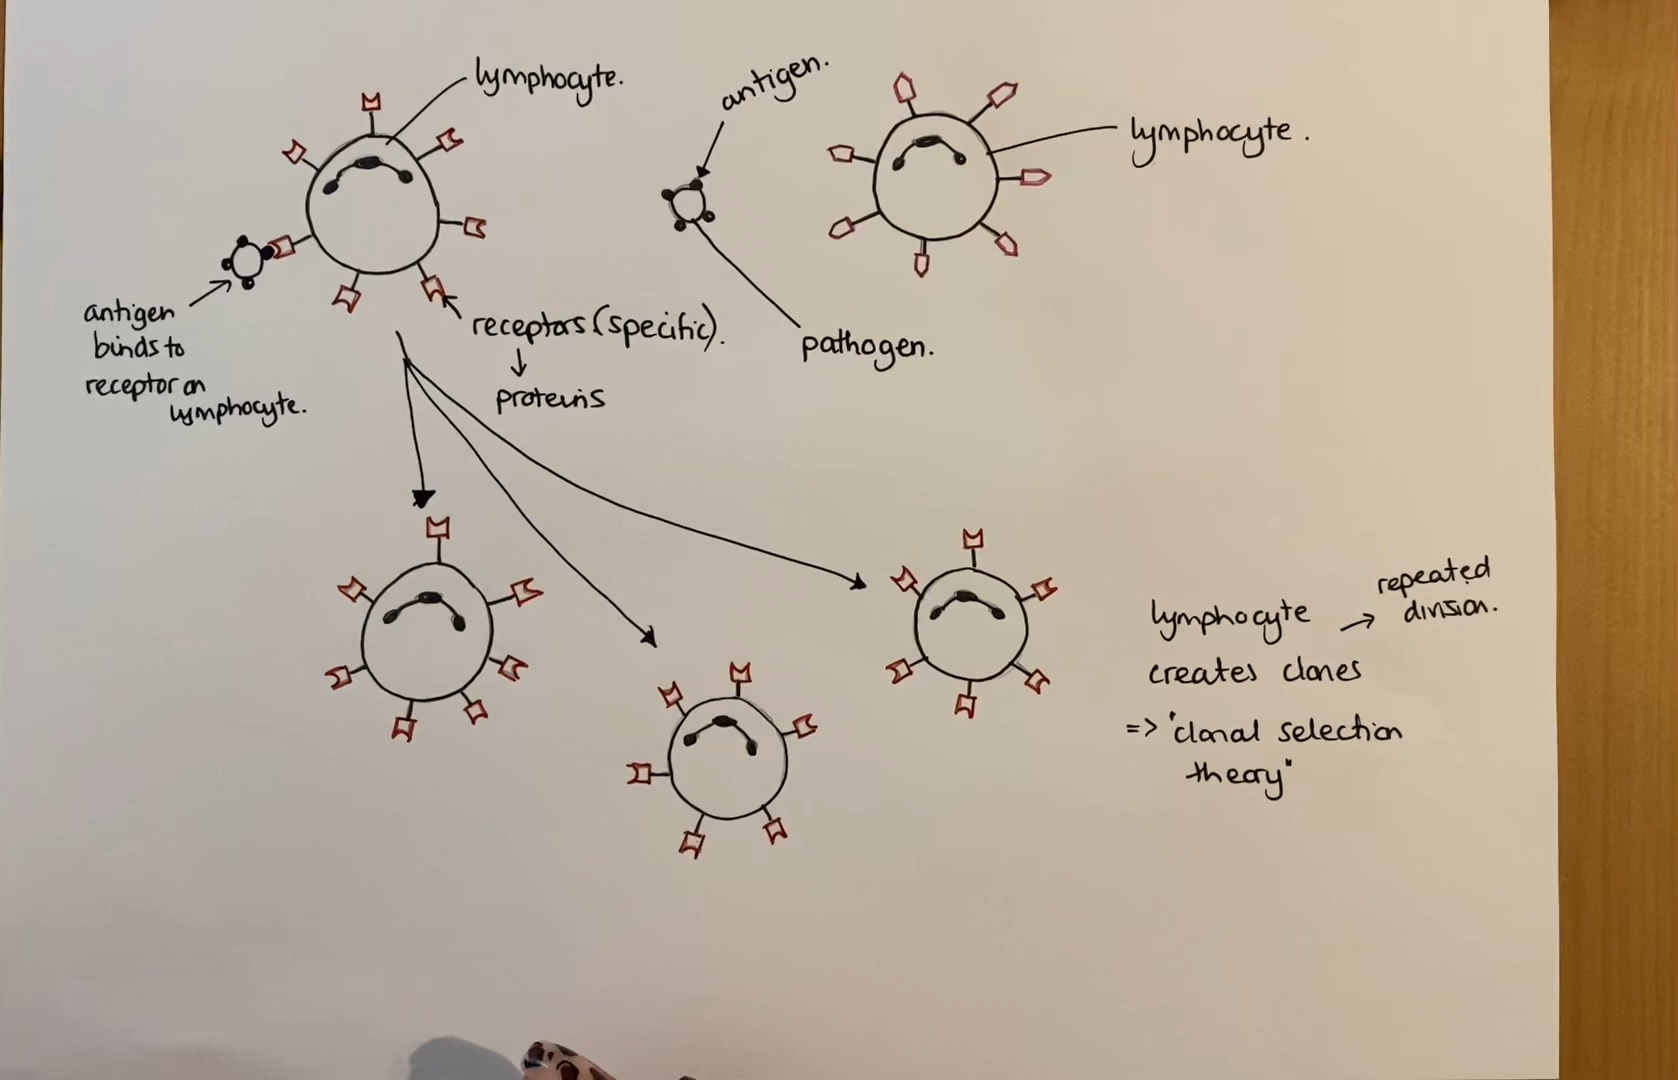 lymphocyte.
antigen.
lymphocyte.
antigen
binds to
receptor on
lymphocyte.
receptors (specific).
↓
proteins
pathogen.
lymphocyte → repeated
division.
creates clones
=> 'clonal selection
theory"